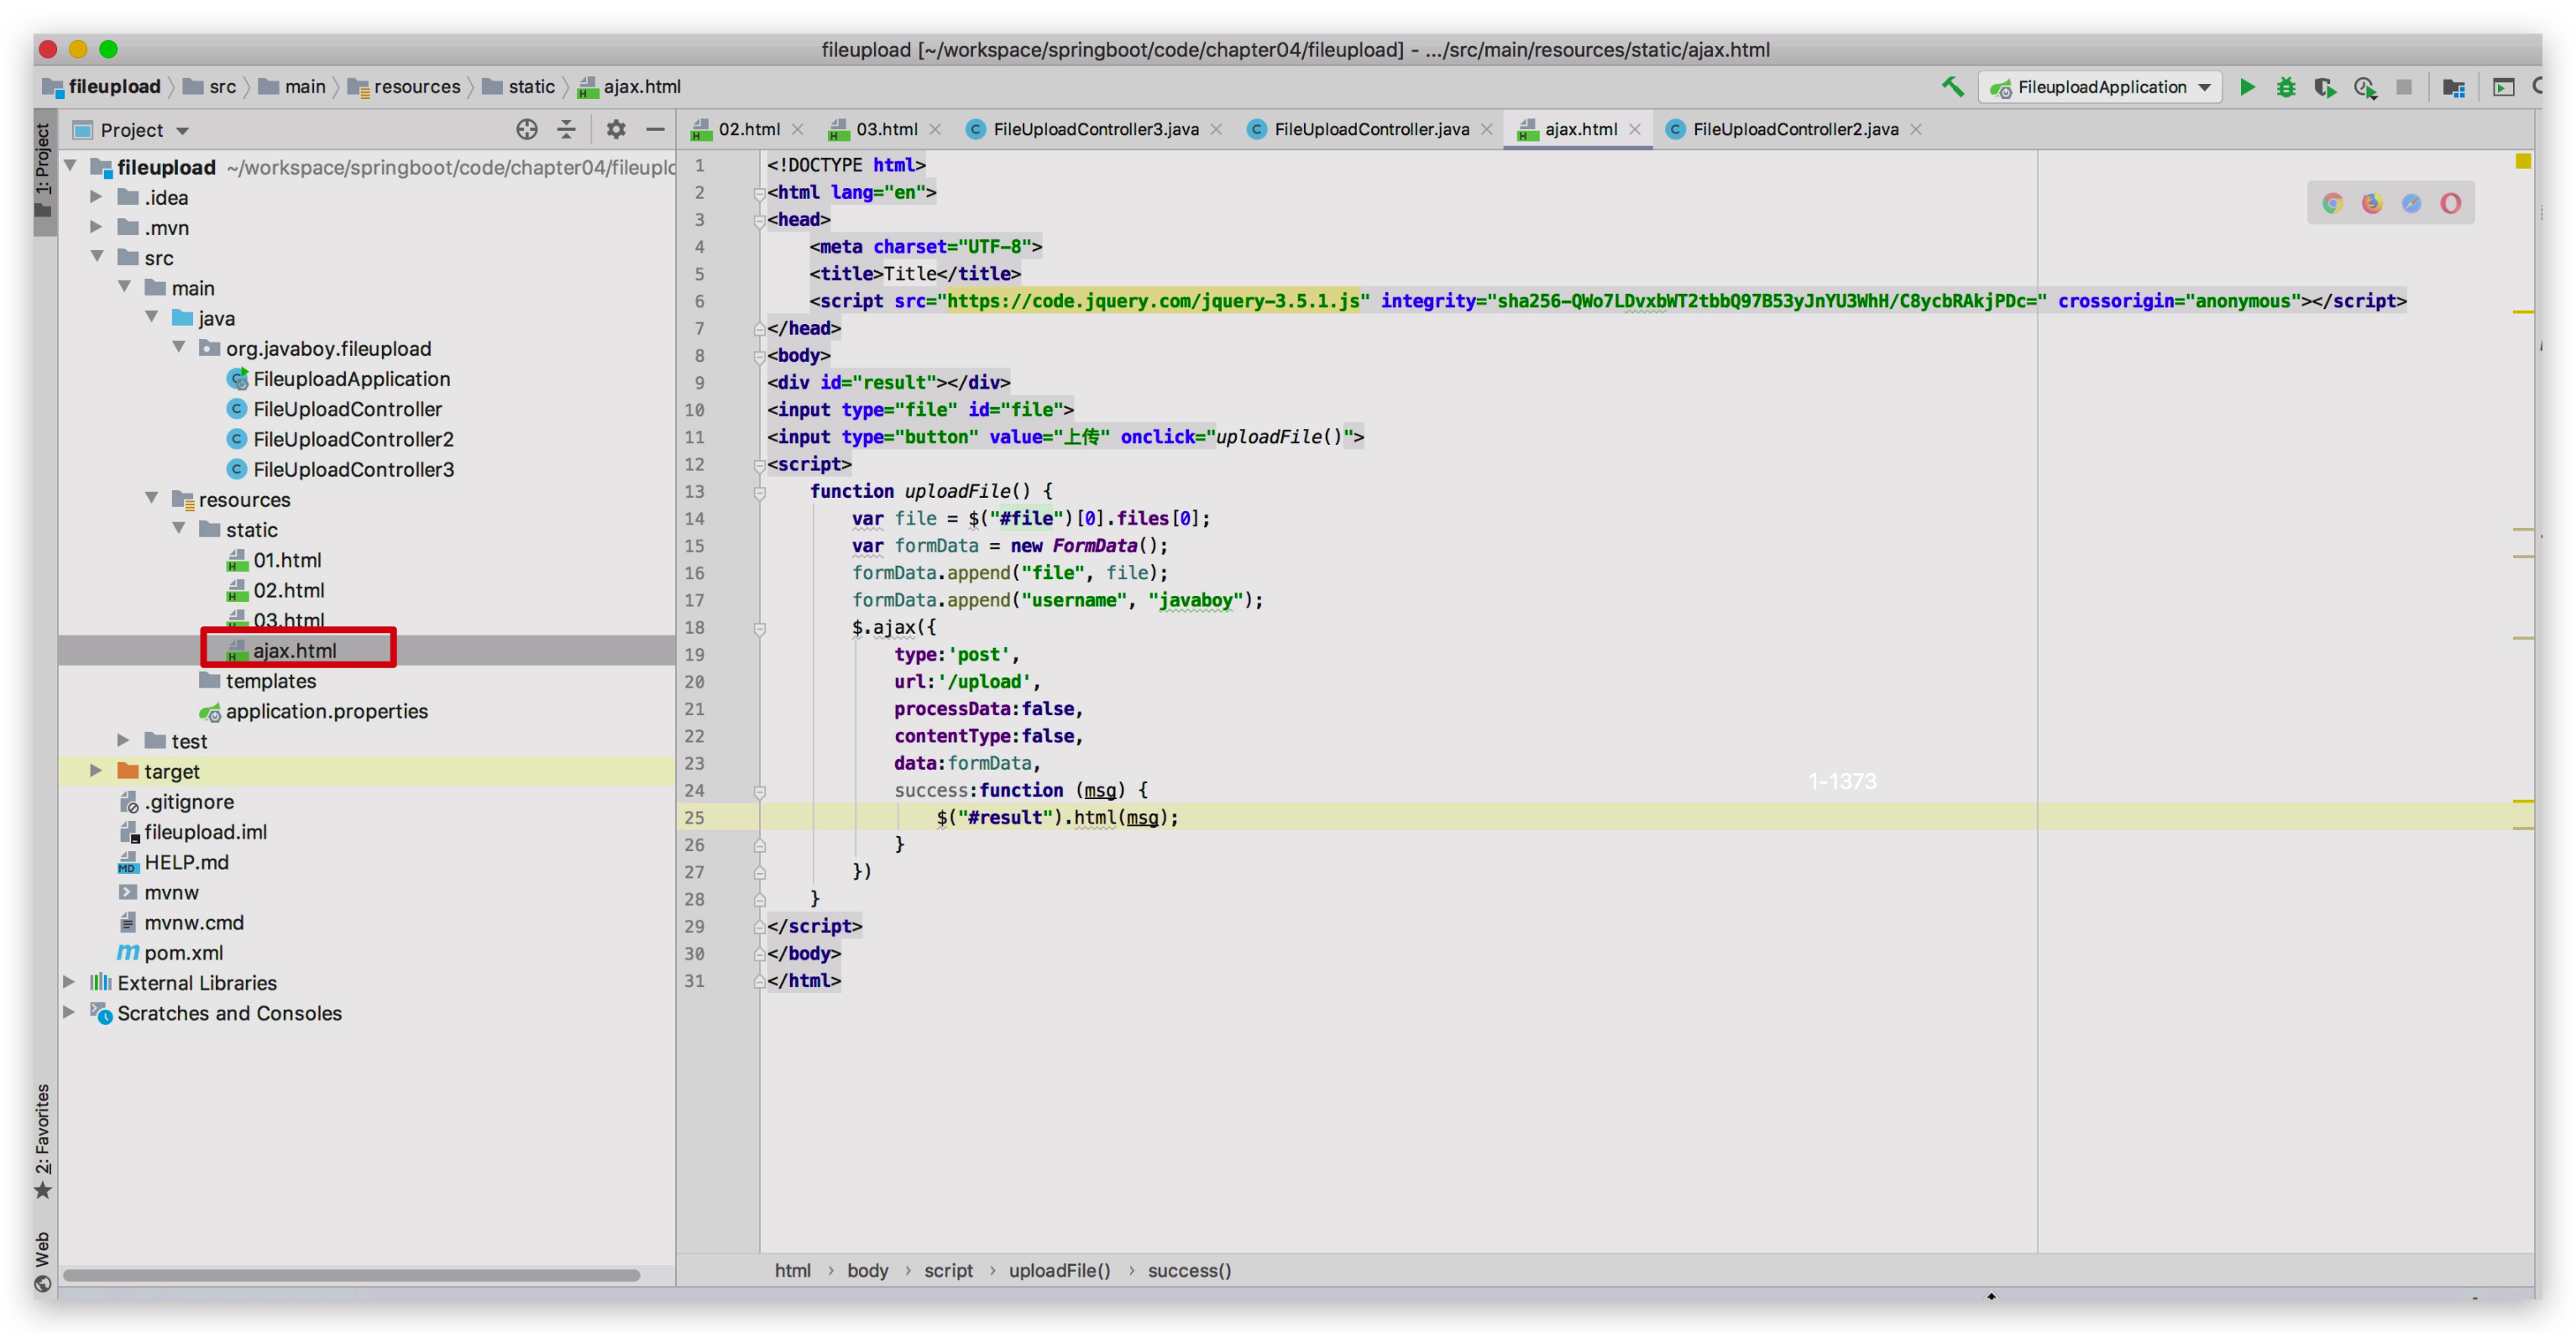 fileupload [~/workspace/springboot/code/chapter04/fileupload] - .../src/main/resources/static/ajax.html
fileupload src main resources static ajax.html FileuploadApplication
1: Project
Project
02.html 03.html FileUploadController3.java FileUploadController.java ajax.html FileUploadController2.java
fileupload ~/workspace/springboot/code/chapter04/fileuplo
.idea
.mvn
src
main
java
org.javaboy.fileupload
FileuploadApplication
FileUploadController
FileUploadController2
FileUploadController3
resources
static
01.html
02.html
03.html
ajax.html
templates
application.properties
test
target
.gitignore
fileupload.iml
HELP.md
mvnw
mvnw.cmd
pom.xml
External Libraries
Scratches and Consoles
2: Favorites
Web
1 <!DOCTYPE html>
2 <html lang="en">
3 <head>
4 <meta charset="UTF-8">
5 <title>Title</title>
6 <script src="https://code.jquery.com/jquery-3.5.1.js" integrity="sha256-QWo7LDvxbWT2tbbQ97B53yJnYU3WhH/C8ycbRAkjPDc=" crossorigin="anonymous"></script>
7 </head>
8 <body>
9 <div id="result"></div>
10 <input type="file" id="file">
11 <input type="button" value="上传" onclick="uploadFile()">
12 <script>
13 function uploadFile() {
14 var file = $("#file")[0].files[0];
15 var formData = new FormData();
16 formData.append("file", file);
17 formData.append("username", "javaboy");
18 $.ajax({
19 type:'post',
20 url:'/upload',
21 processData:false,
22 contentType:false,
23 data:formData,
24 success:function (msg) {
25 $("#result").html(msg);
26 }
27 })
28 }
29 </script>
30 </body>
31 </html>
1-1373
html › body › script › uploadFile() › success()